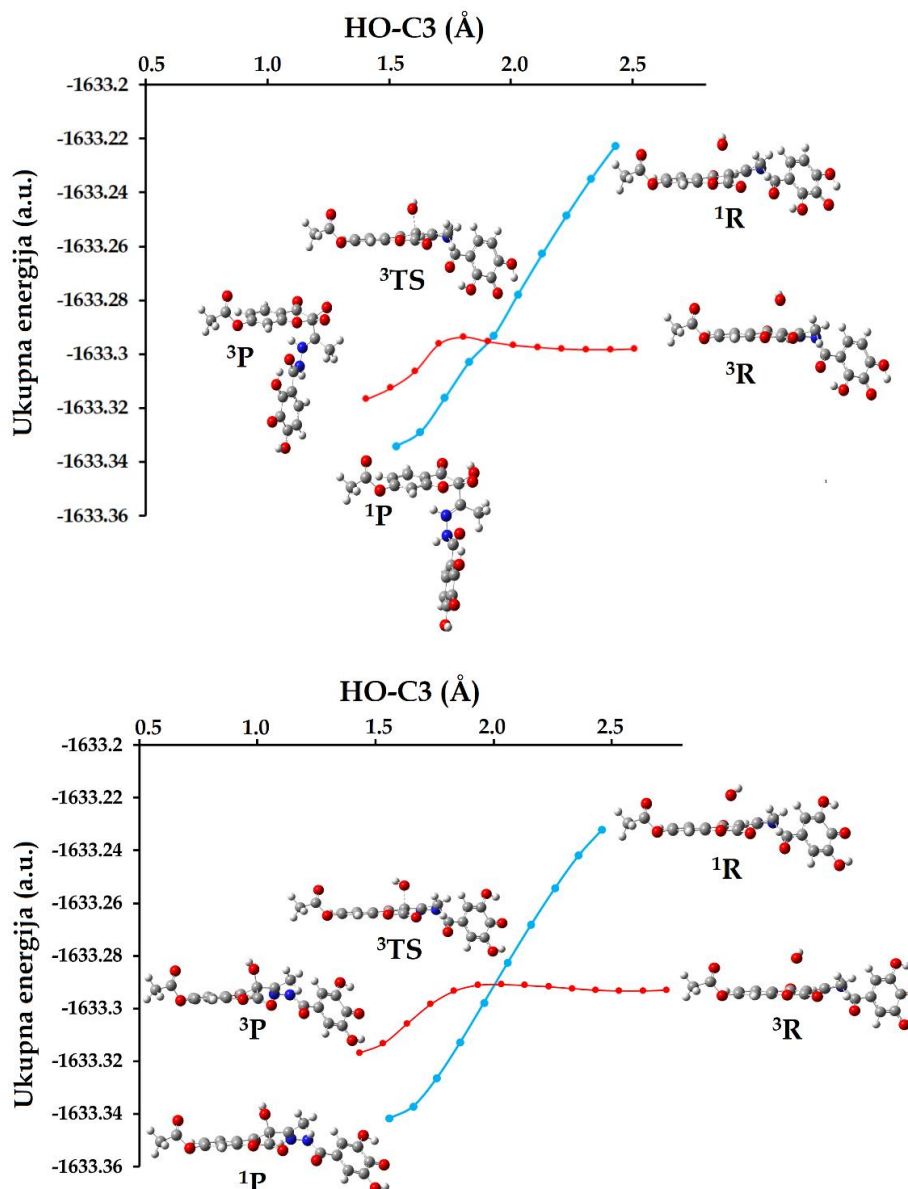 HO-C3 (Å)
0.5 1.0 1.5 2.0 2.5
Ukupna energija (a.u.)
-1633.2
-1633.22
-1633.24
-1633.26
-1633.28
-1633.3
-1633.32
-1633.34
-1633.36
¹R
³TS
³R
³P
¹P
HO-C3 (Å)
0.5 1.0 1.5 2.0 2.5
Ukupna energija (a.u.)
-1633.2
-1633.22
-1633.24
-1633.26
-1633.28
-1633.3
-1633.32
-1633.34
-1633.36
¹R
³TS
³P
³R
¹P